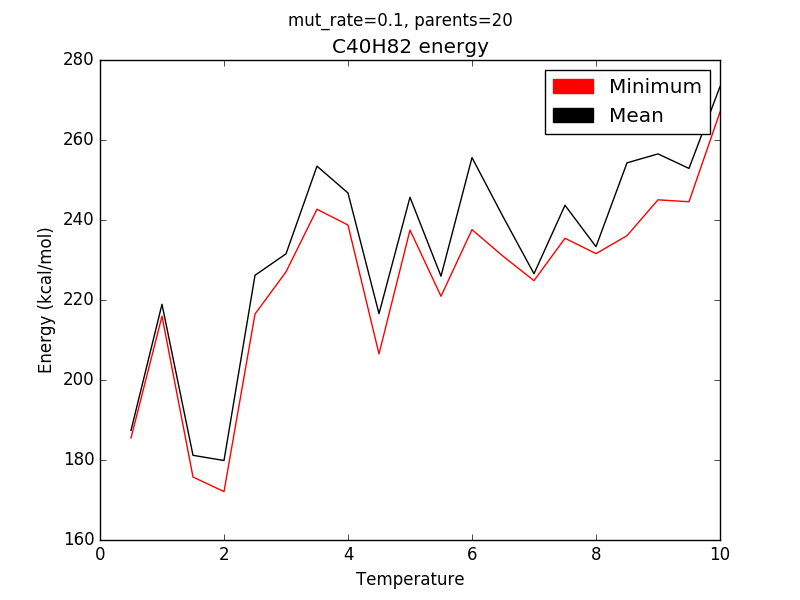 mut_rate=0.1, parents=20
C40H82 energy
Minimum
Mean
Energy (kcal/mol)
280
260
240
220
200
180
160
0 2 4 6 8 10
Temperature